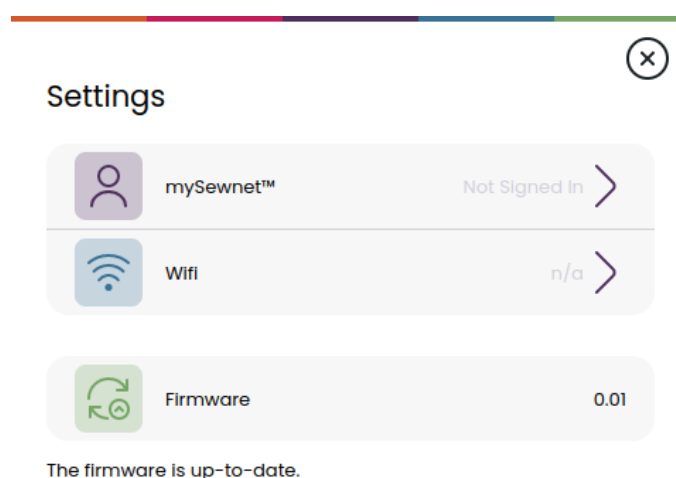 Settings
mySewnet™ Not Signed In
Wifi n/a
Firmware 0.01
The firmware is up-to-date.